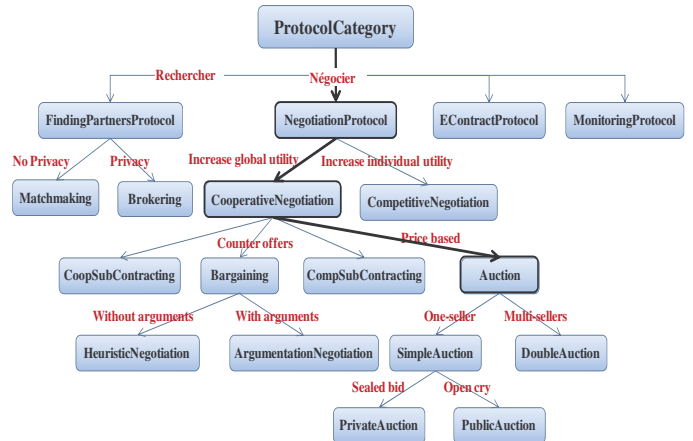 ProtocolCategory
Rechercher
Négocier
FindingPartnersProtocol
NegotiationProtocol
EContractProtocol
MonitoringProtocol
No Privacy
Privacy
Increase global utility
Increase individual utility
Matchmaking
Brokering
CooperativeNegotiation
CompetitiveNegotiation
Counter offers
Price based
CoopSubContracting
Bargaining
CompSubContracting
Auction
Without arguments
With arguments
One-seller
Multi-sellers
HeuristicNegotiation
ArgumentationNegotiation
SimpleAuction
DoubleAuction
Sealed bid
Open cry
PrivateAuction
PublicAuction